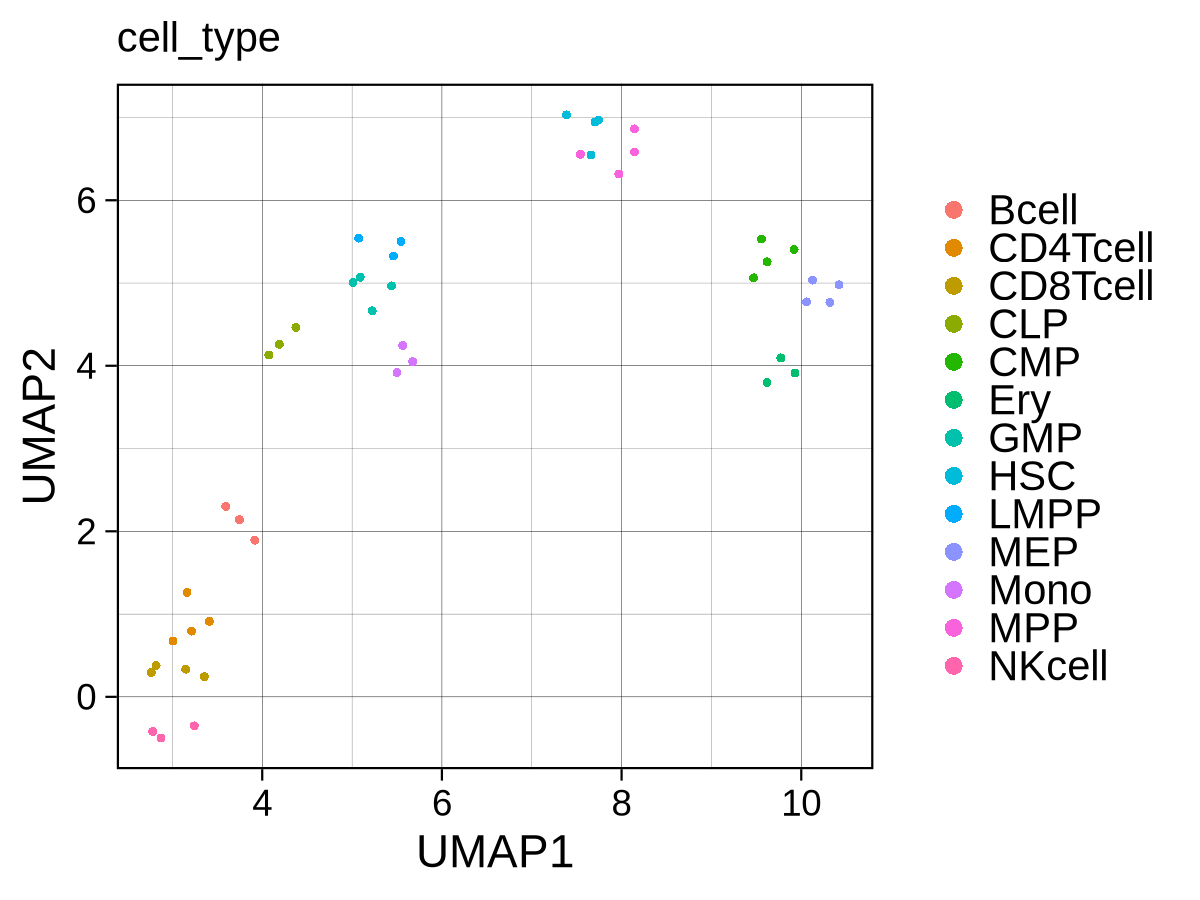 cell_type
6
4
2
0
UMAP2
4 6 8 10
UMAP1
Bcell
CD4Tcell
CD8Tcell
CLP
CMP
Ery
GMP
HSC
LMPP
MEP
Mono
MPP
NKcell